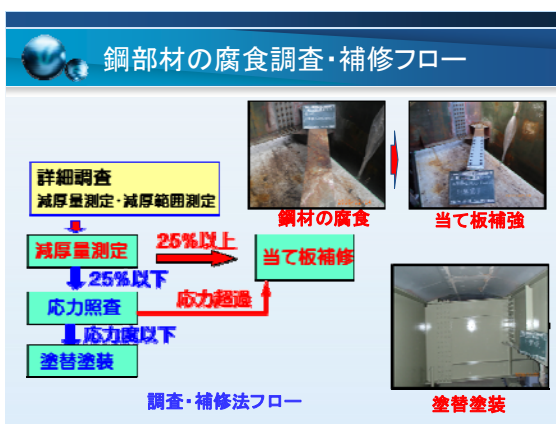 鋼部材の腐食調査・補修フロー
詳細調査
減厚量測定・減厚範囲測定
鋼材の腐食
当て板補強
減厚量測定
25%以上
当て板補修
25%以下
応力照査
応力超過
応力度以下
塗替塗装
調査・補修法フロー
塗替塗装